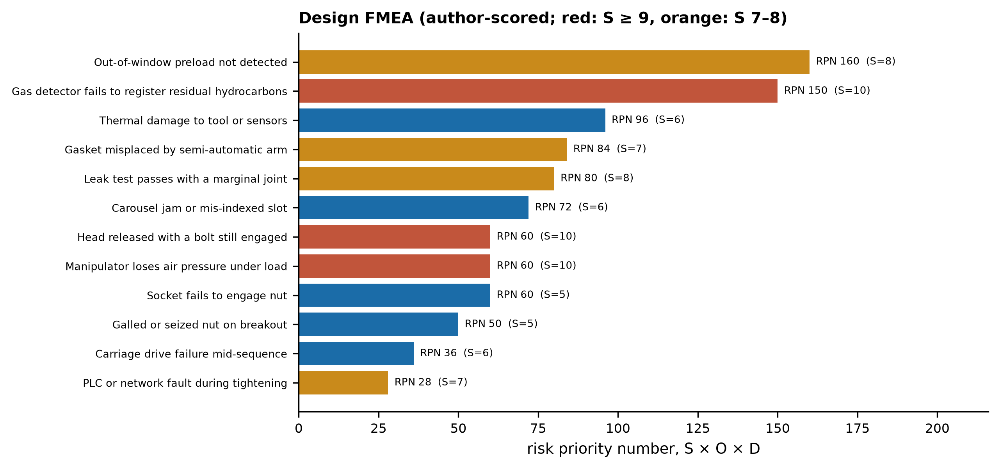 Design FMEA (author-scored; red: S ≥ 9, orange: S 7–8)
Out-of-window preload not detected RPN 160 (S=8)
Gas detector fails to register residual hydrocarbons RPN 150 (S=10)
Thermal damage to tool or sensors RPN 96 (S=6)
Gasket misplaced by semi-automatic arm RPN 84 (S=7)
Leak test passes with a marginal joint RPN 80 (S=8)
Carousel jam or mis-indexed slot RPN 72 (S=6)
Head released with a bolt still engaged RPN 60 (S=10)
Manipulator loses air pressure under load RPN 60 (S=10)
Socket fails to engage nut RPN 60 (S=5)
Galled or seized nut on breakout RPN 50 (S=5)
Carriage drive failure mid-sequence RPN 36 (S=6)
PLC or network fault during tightening RPN 28 (S=7)
0 25 50 75 100 125 150 175 200
risk priority number, S × O × D